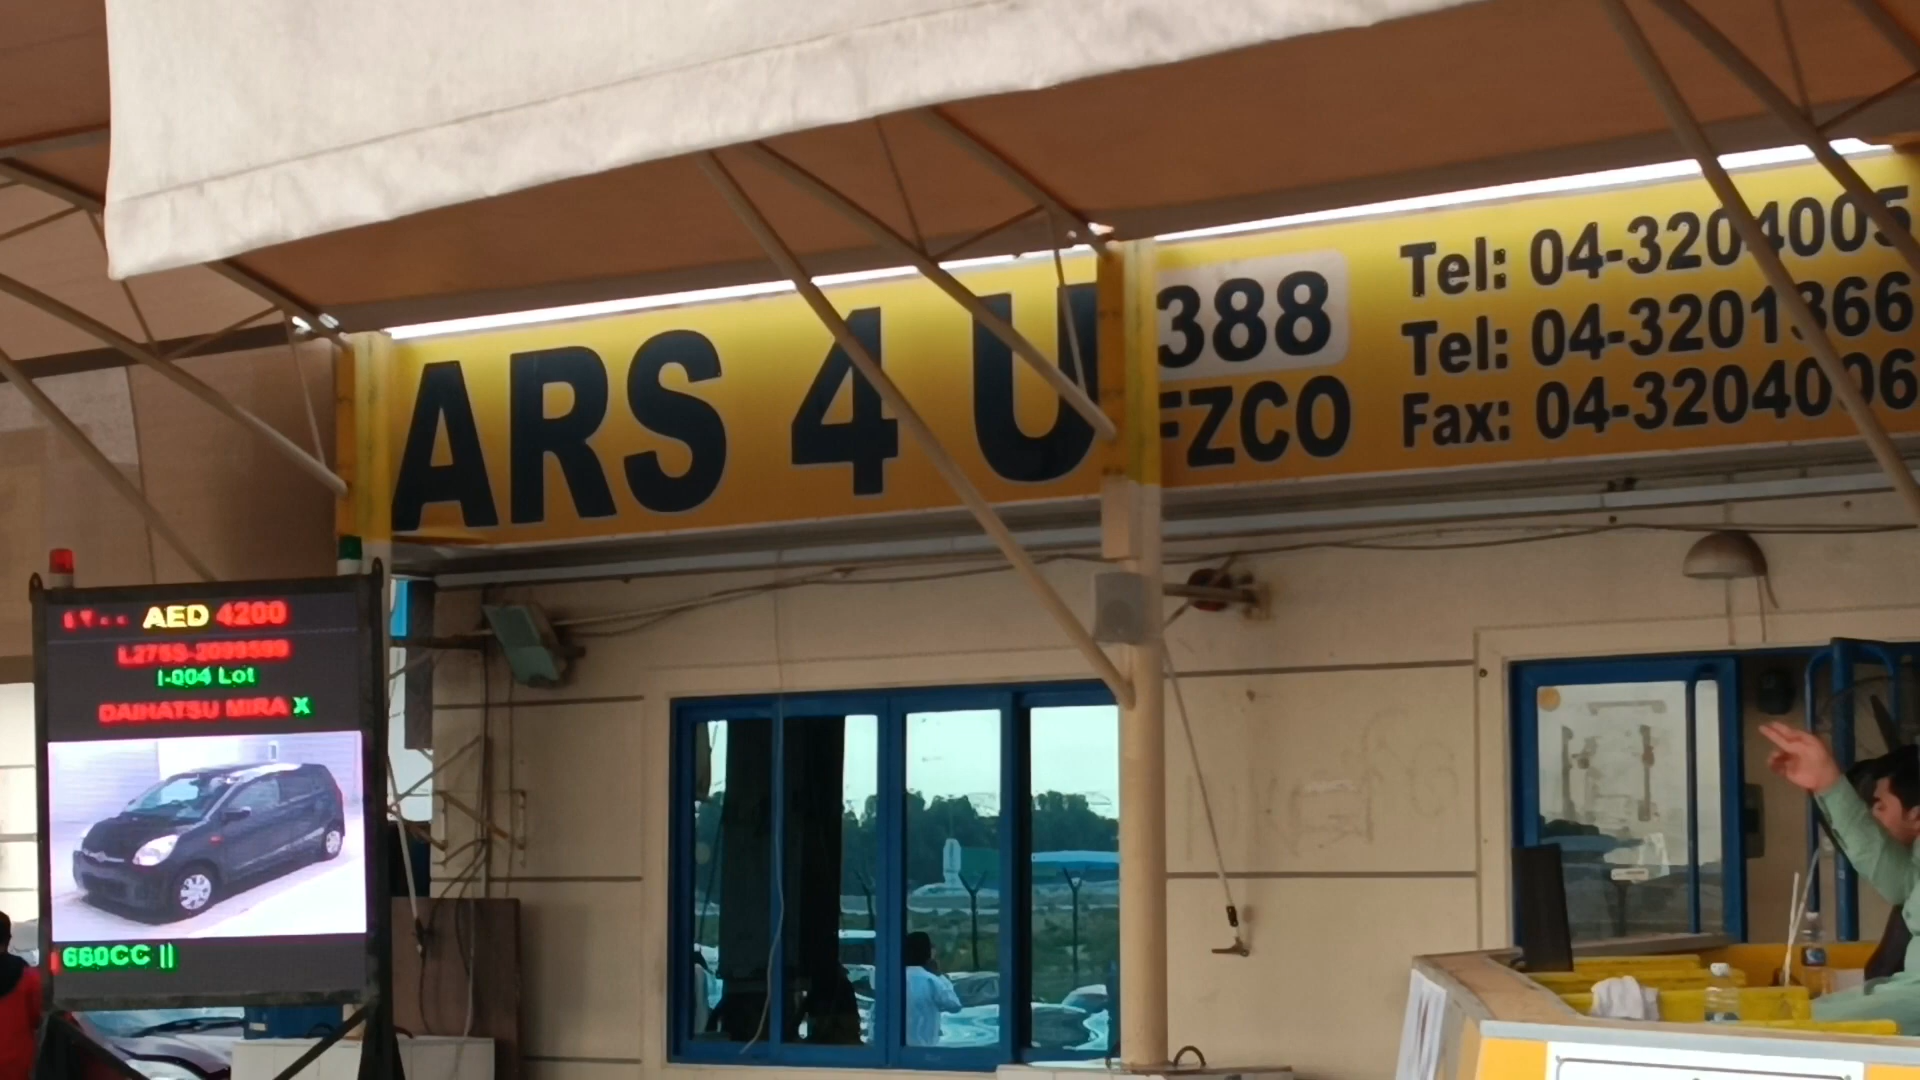 ARS 4 U
388
FZCO
Tel: 04-3204005
Tel: 04-3201366
Fax: 04-3204006
٤٢٠٠ AED 4200
I-004 Lot
DAIHATSU MIRA X
660CC